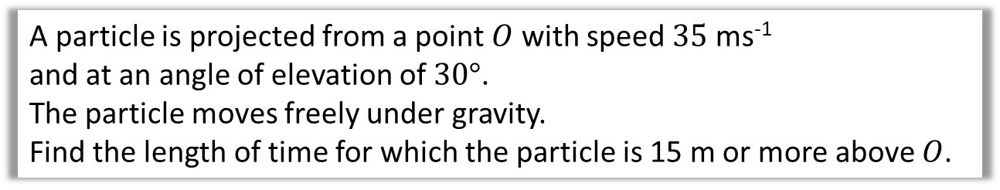 A particle is projected from a point O with speed 35 ms⁻¹
and at an angle of elevation of 30°.
The particle moves freely under gravity.
Find the length of time for which the particle is 15 m or more above O.